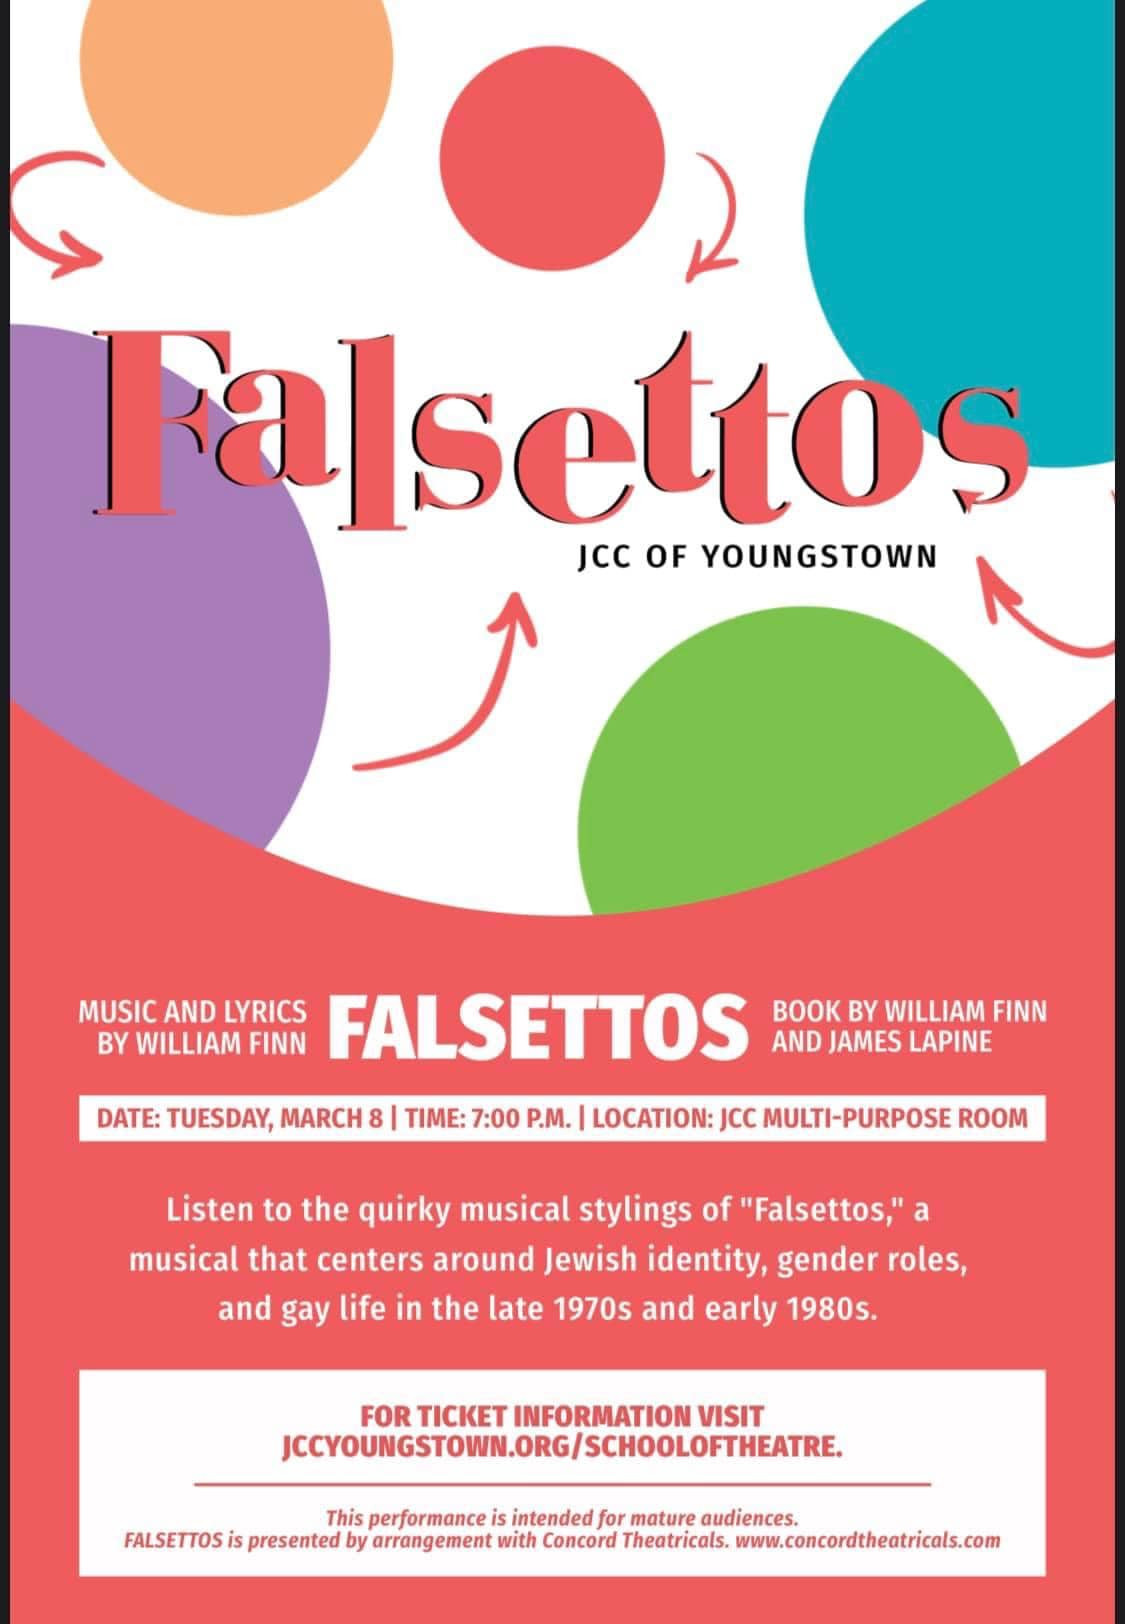 Falsettos
JCC OF YOUNGSTOWN
MUSIC AND LYRICS
BY WILLIAM FINN
FALSETTOS
BOOK BY WILLIAM FINN
AND JAMES LAPINE
DATE: TUESDAY, MARCH 8 | TIME: 7:00 P.M. | LOCATION: JCC MULTI-PURPOSE ROOM
Listen to the quirky musical stylings of "Falsettos," a
musical that centers around Jewish identity, gender roles,
and gay life in the late 1970s and early 1980s.
FOR TICKET INFORMATION VISIT
JCCYOUNGSTOWN.ORG/SCHOOLOFTHEATRE.
This performance is intended for mature audiences.
FALSETTOS is presented by arrangement with Concord Theatricals. www.concordtheatricals.com